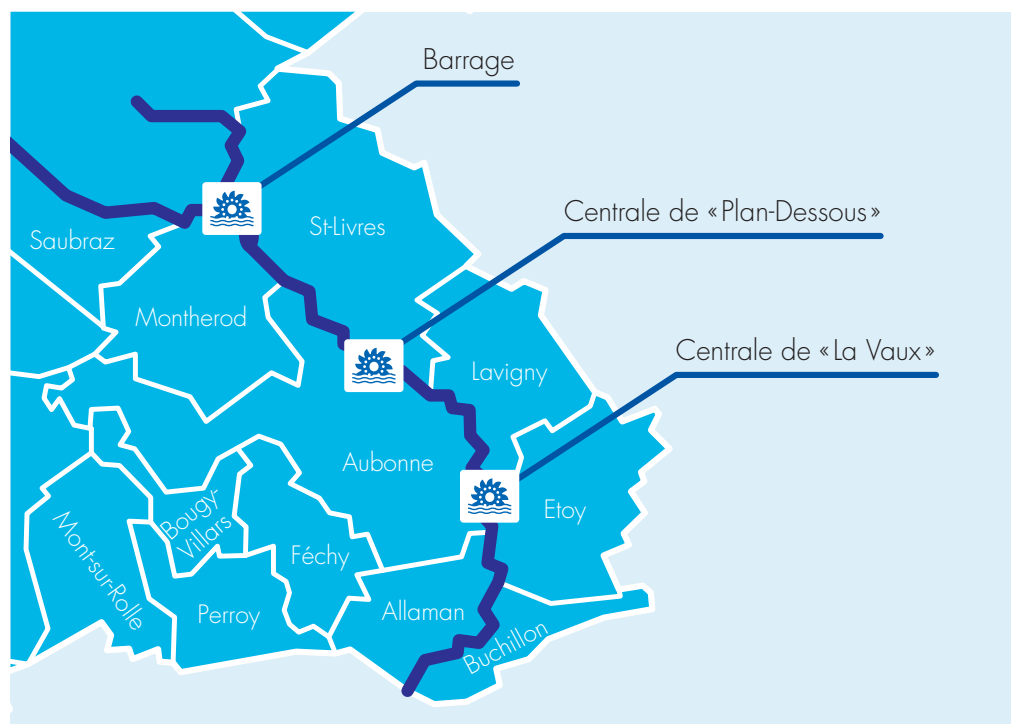 Barrage
Centrale de « Plan-Dessous »
St-Livres
Saubraz
Montherod
Centrale de « La Vaux »
Lavigny
Aubonne
Etoy
Bougy-
Villars
Mont-sur-Rolle
Féchy
Perroy
Allaman
Buchillon